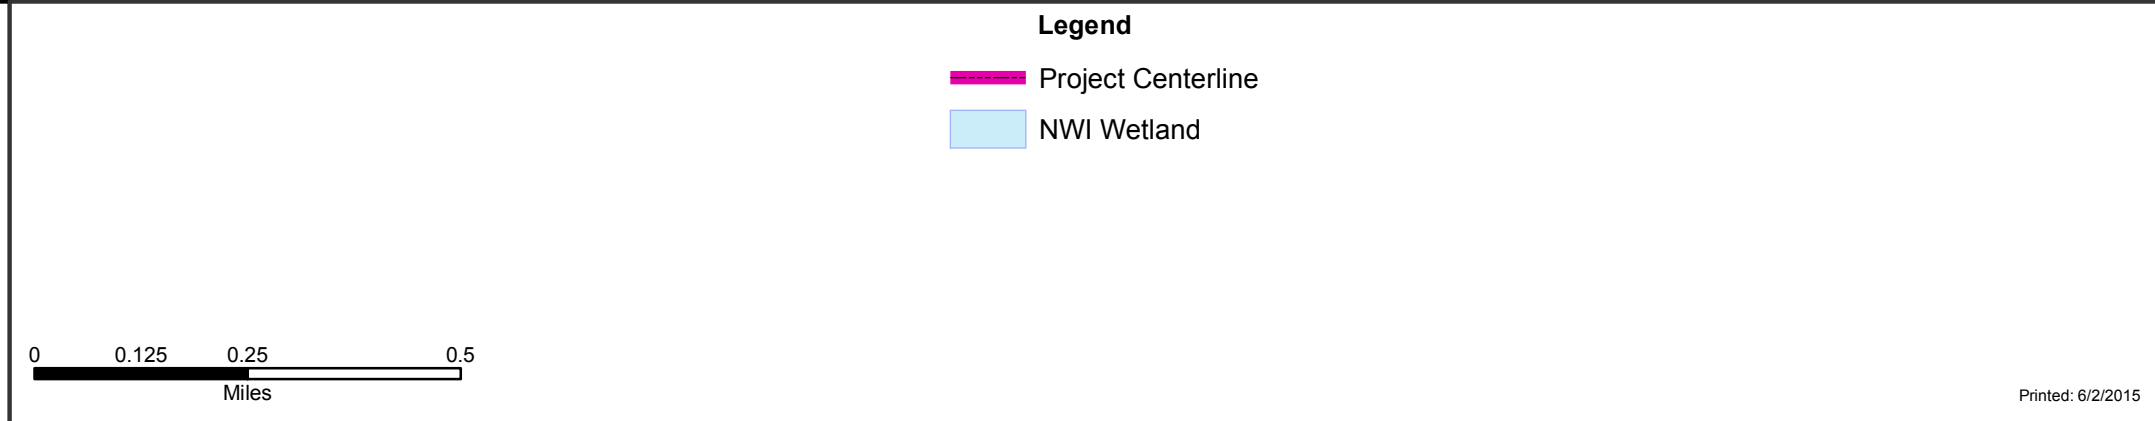 Legend
Project Centerline
NWI Wetland
0 0.125 0.25 0.5
Miles
Printed: 6/2/2015